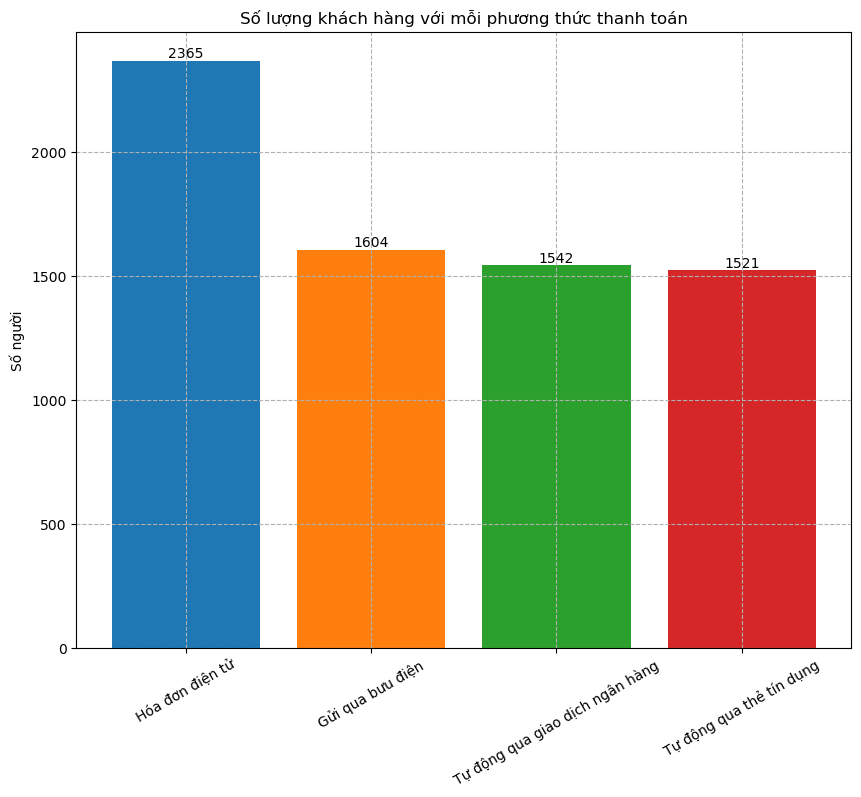 Số lượng khách hàng với mỗi phương thức thanh toán
2365
1604
1542
1521
2000
1500
1000
500
0
Số người
Hóa đơn điện tử
Gửi qua bưu điện
Tự động qua giao dịch ngân hàng
Tự động qua thẻ tín dụng